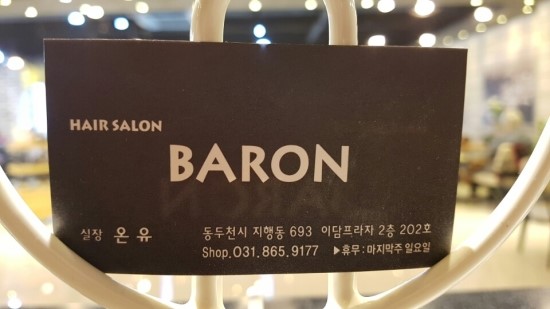 HAIR SALON
BARON
실장 온유
동두천시 지행동 693 이담프라자 2층 202호
Shop.031.865.9177 ▶휴무:마지막주 일요일